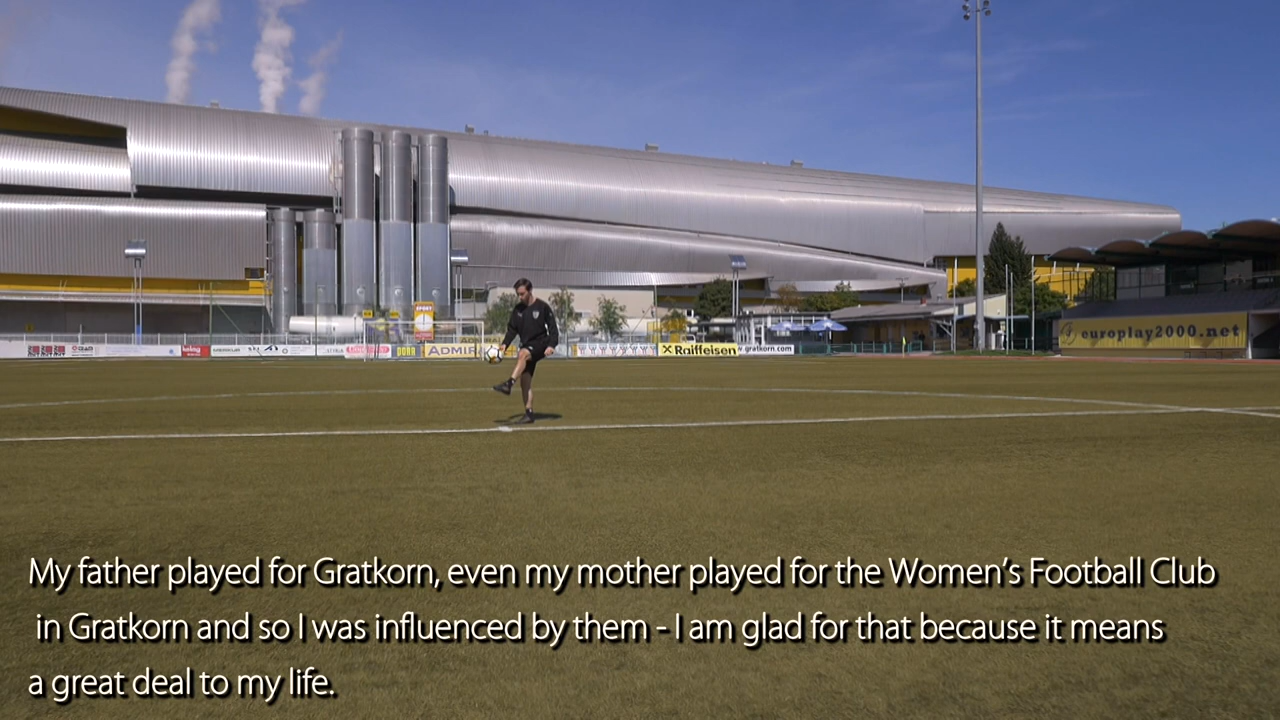 SPORT
ADMIRAL
Raiffeisen
w.gratkorn.com
europlay2000.net
My father played for Gratkorn, even my mother played for the Women's Football Club
in Gratkorn and so I was influenced by them - I am glad for that because it means
a great deal to my life.